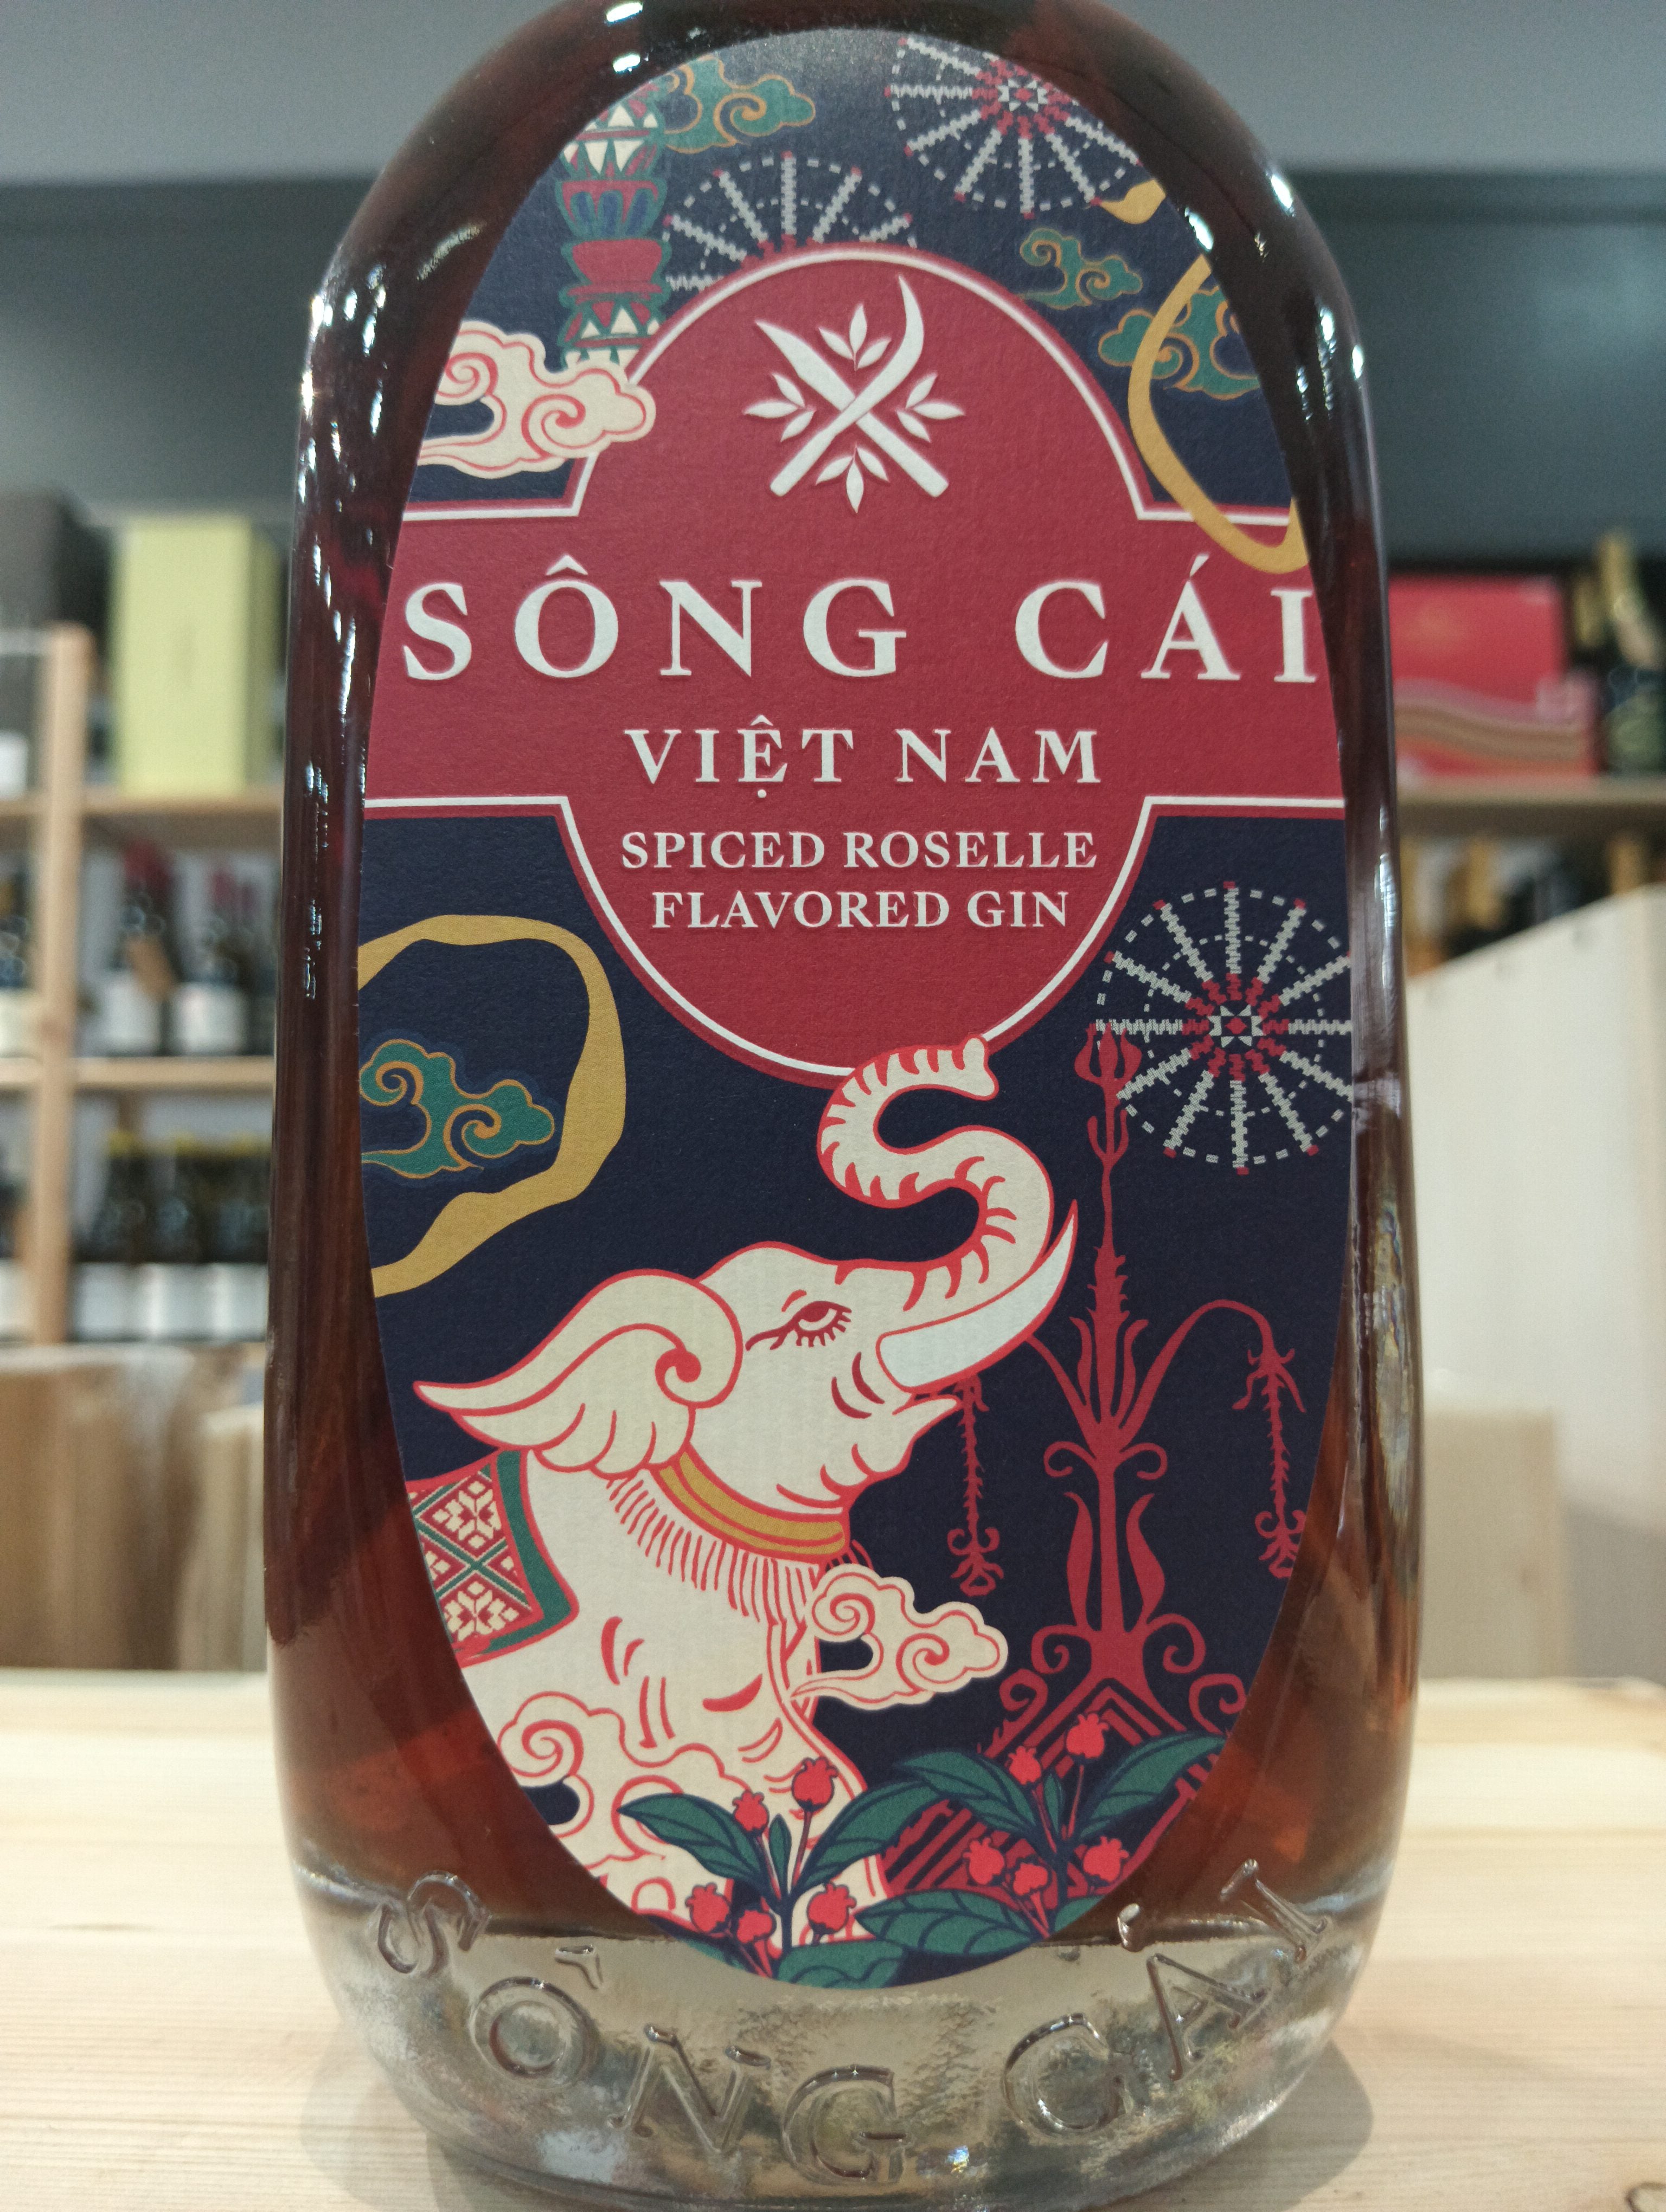 SÔNG CÁI
VIỆT NAM
SPICED ROSELLE
FLAVORED GIN
SÔNG CÁI